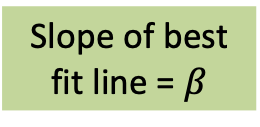 Slope of best
fit line = 𝛽